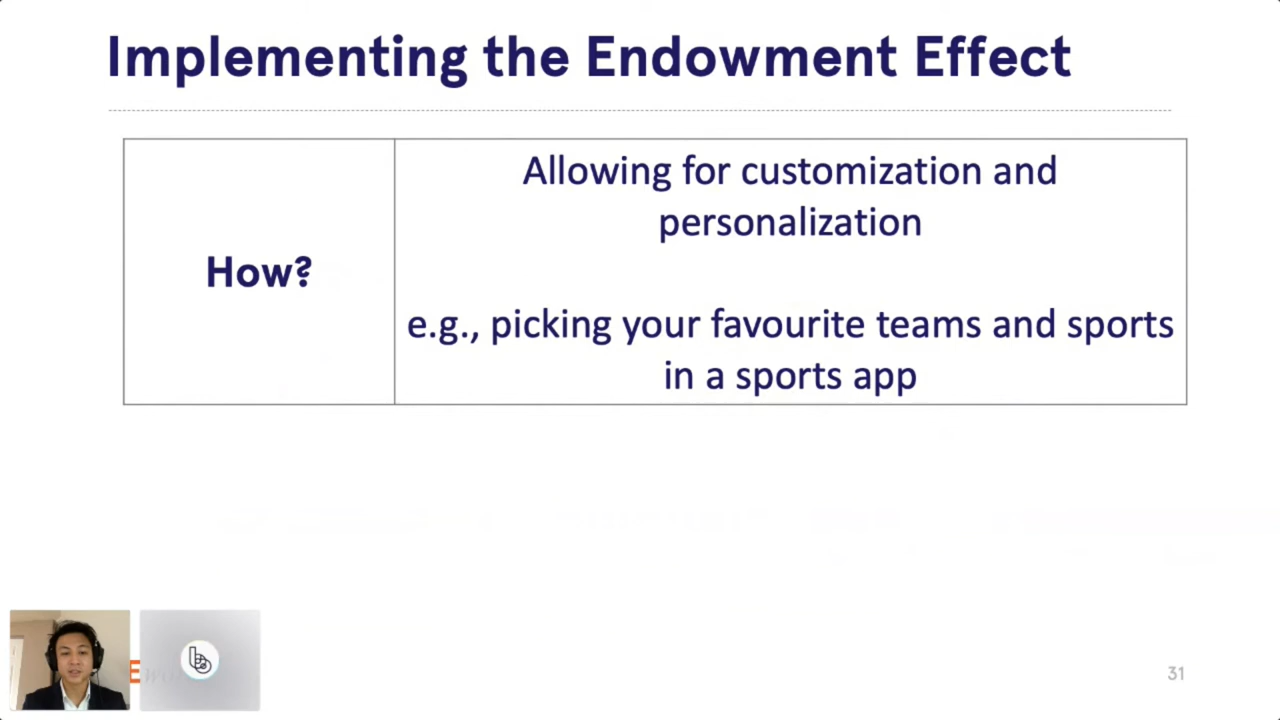 Implementing the Endowment Effect
How?
Allowing for customization and
personalization
e.g., picking your favourite teams and sports
in a sports app
E
31